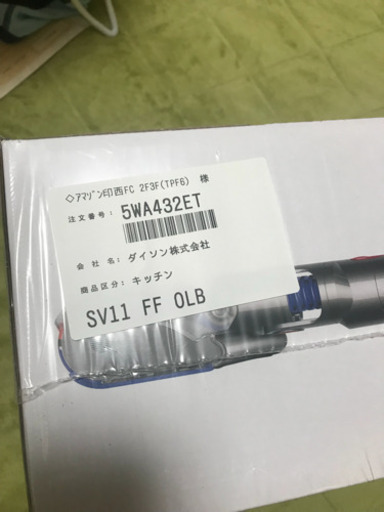 ◇アマゾン印西FC 2F3F(TPF6) 様
注文番号: 5WA432ET
会社名: ダイソン株式会社
商品区分: キッチン
SV11 FF OLB